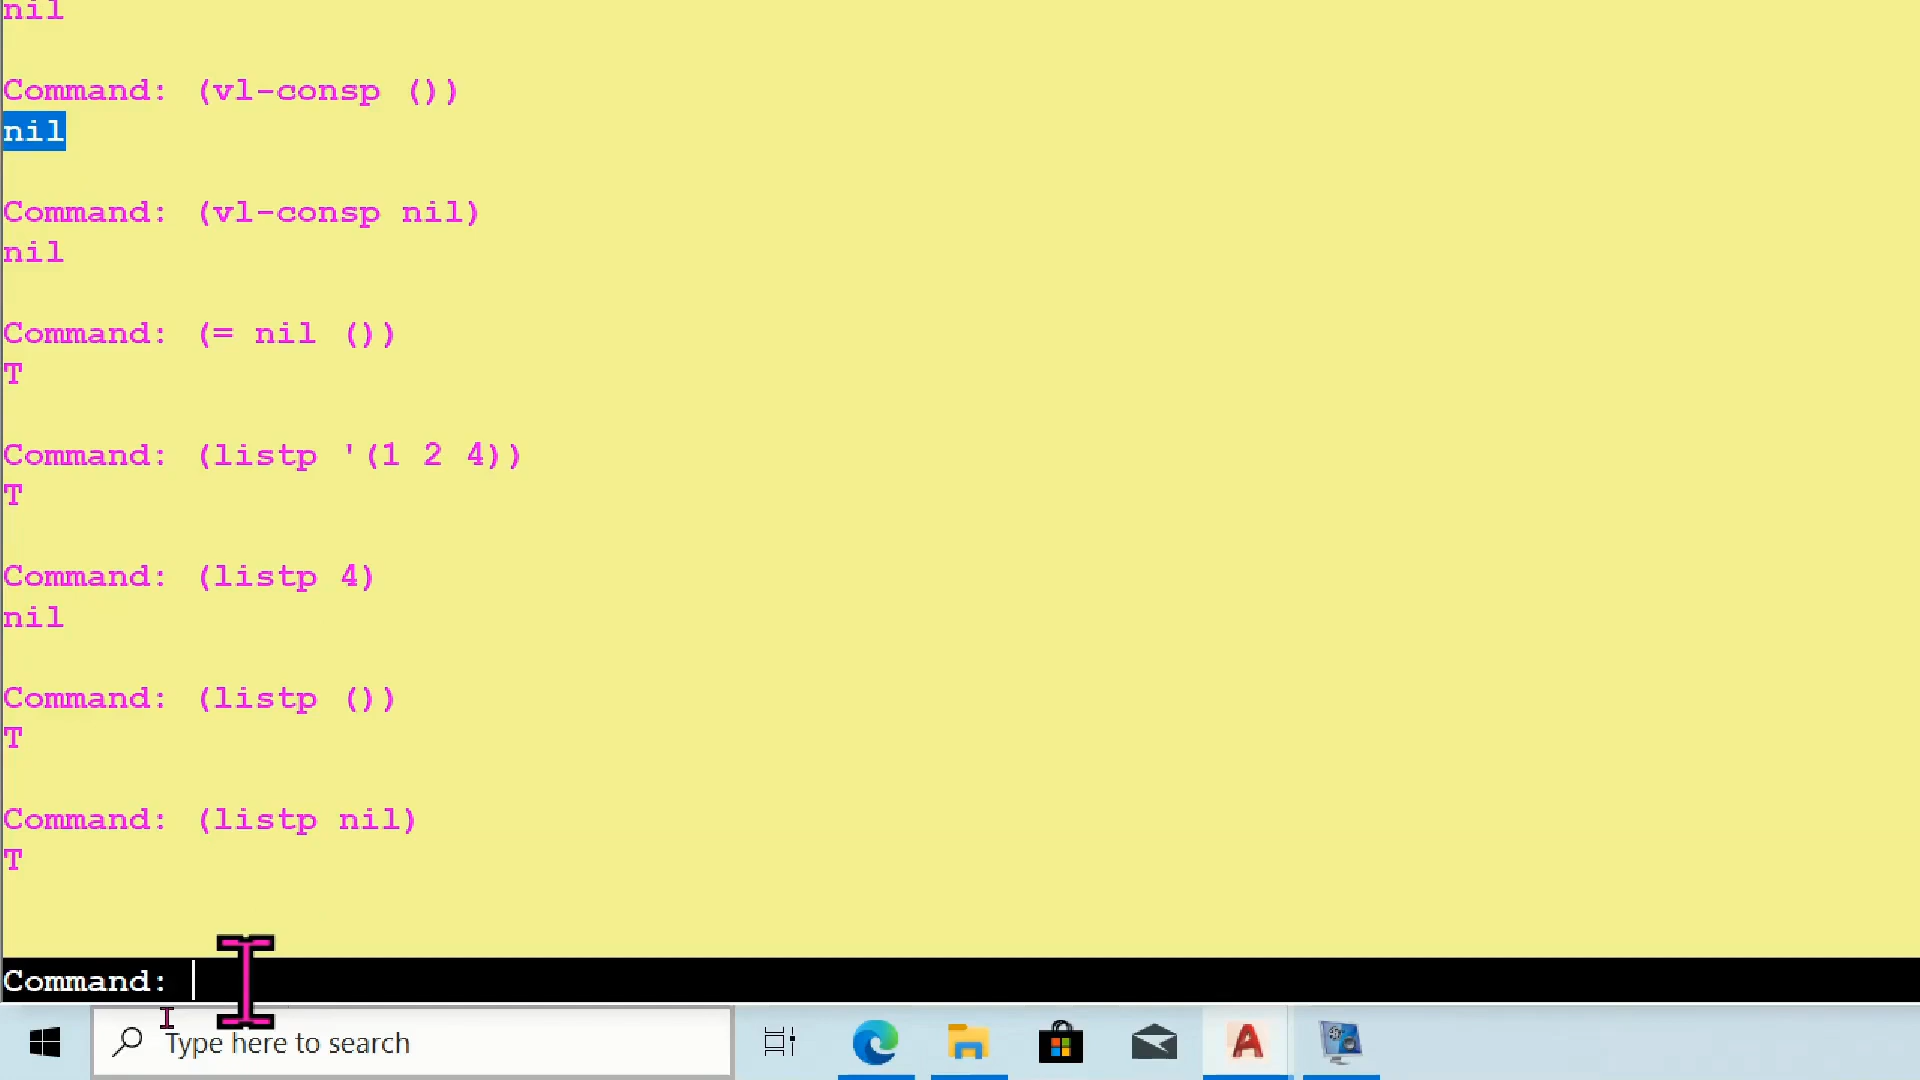 nil
Command: (vl-consp ())
nil
Command: (vl-consp nil)
nil
Command: (= nil ())
T
Command: (listp '(1 2 4))
T
Command: (listp 4)
nil
Command: (listp ())
T
Command: (listp nil)
T
Command:
Type here to search